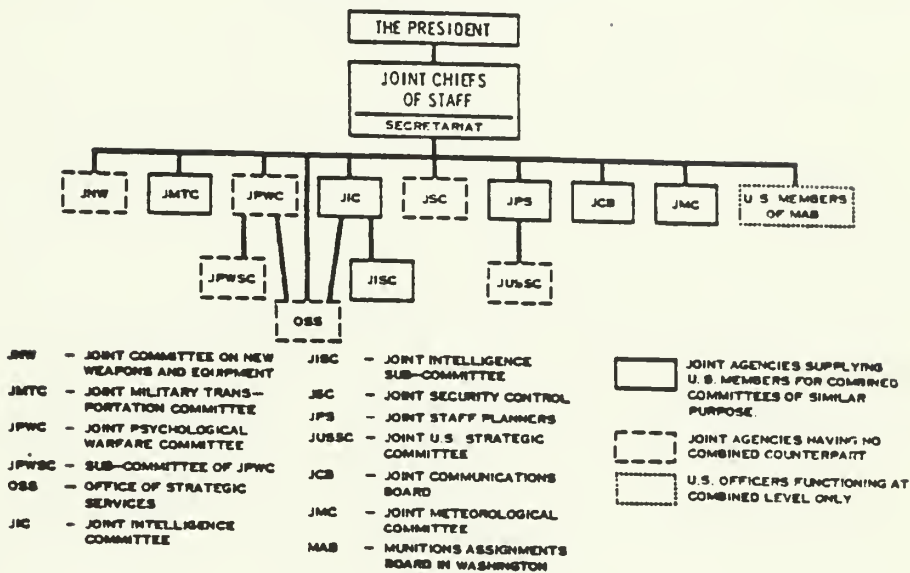 THE PRESIDENT
JOINT CHIEFS
OF STAFF
SECRETARIAT
JNW
JMTC
JPWC
JIC
JSC
JPS
JCB
JMC
U.S. MEMBERS
OF MAB
JPWSC
JISC
JUSSC
OSS
JNW – JOINT COMMITTEE ON NEW
WEAPONS AND EQUIPMENT
JMTC – JOINT MILITARY TRANS-
PORTATION COMMITTEE
JPWC – JOINT PSYCHOLOGICAL
WARFARE COMMITTEE
JPWSC – SUB-COMMITTEE OF JPWC
OSS – OFFICE OF STRATEGIC
SERVICES
JIC – JOINT INTELLIGENCE
COMMITTEE
JISC – JOINT INTELLIGENCE
SUB-COMMITTEE
JSC – JOINT SECURITY CONTROL
JPS – JOINT STAFF PLANNERS
JUSSC – JOINT U.S. STRATEGIC
COMMITTEE
JCB – JOINT COMMUNICATIONS
BOARD
JMC – JOINT METEOROLOGICAL
COMMITTEE
MAB – MUNITIONS ASSIGNMENTS
BOARD IN WASHINGTON
JOINT AGENCIES SUPPLYING
U.S. MEMBERS FOR COMBINED
COMMITTEES OF SIMILAR
PURPOSE.
JOINT AGENCIES HAVING NO
COMBINED COUNTERPART
U.S. OFFICERS FUNCTIONING AT
COMBINED LEVEL ONLY